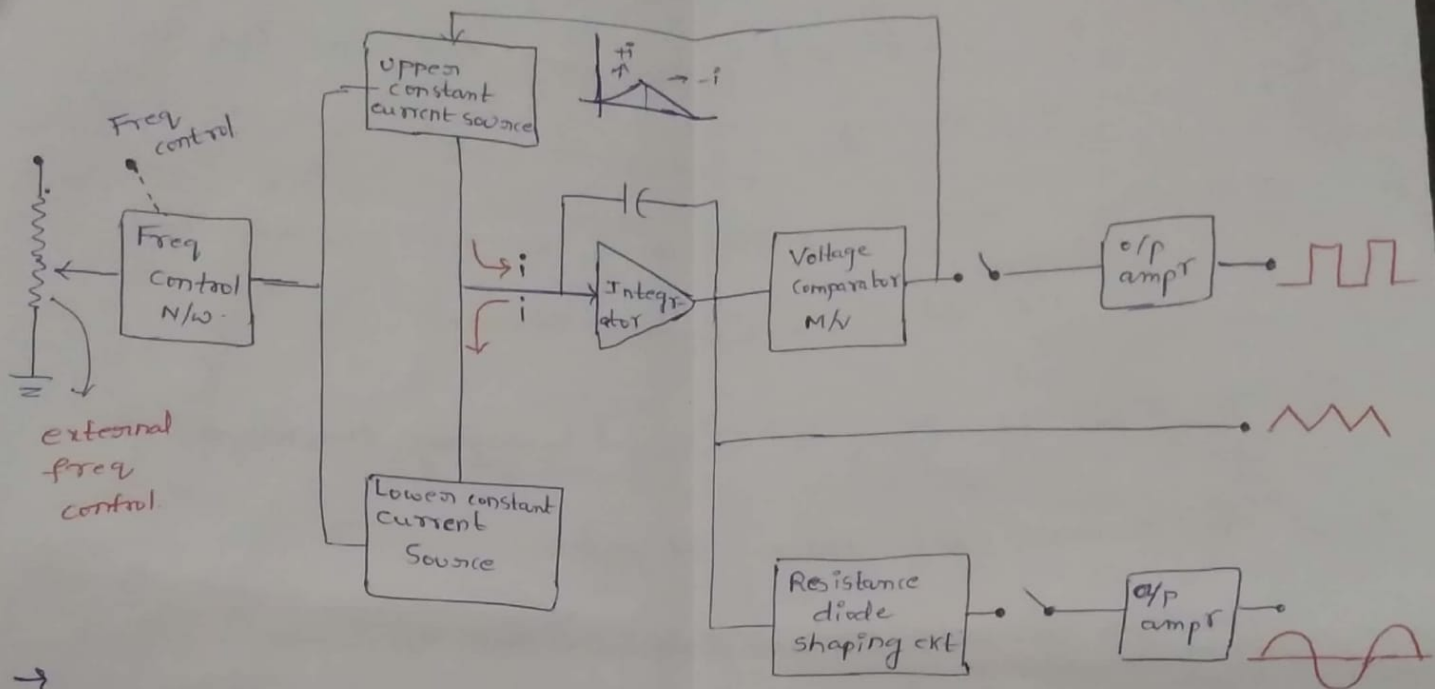 upper
constant
current source
+i
-i
Freq
control
Freq
Control
N/W.
external
freq
control.
i
i
Integr-
ator
Voltage
Comparator
M/V
o/p
ampr
Lower constant
Current
Source
Resistance
diode
shaping ckt
o/p
ampr